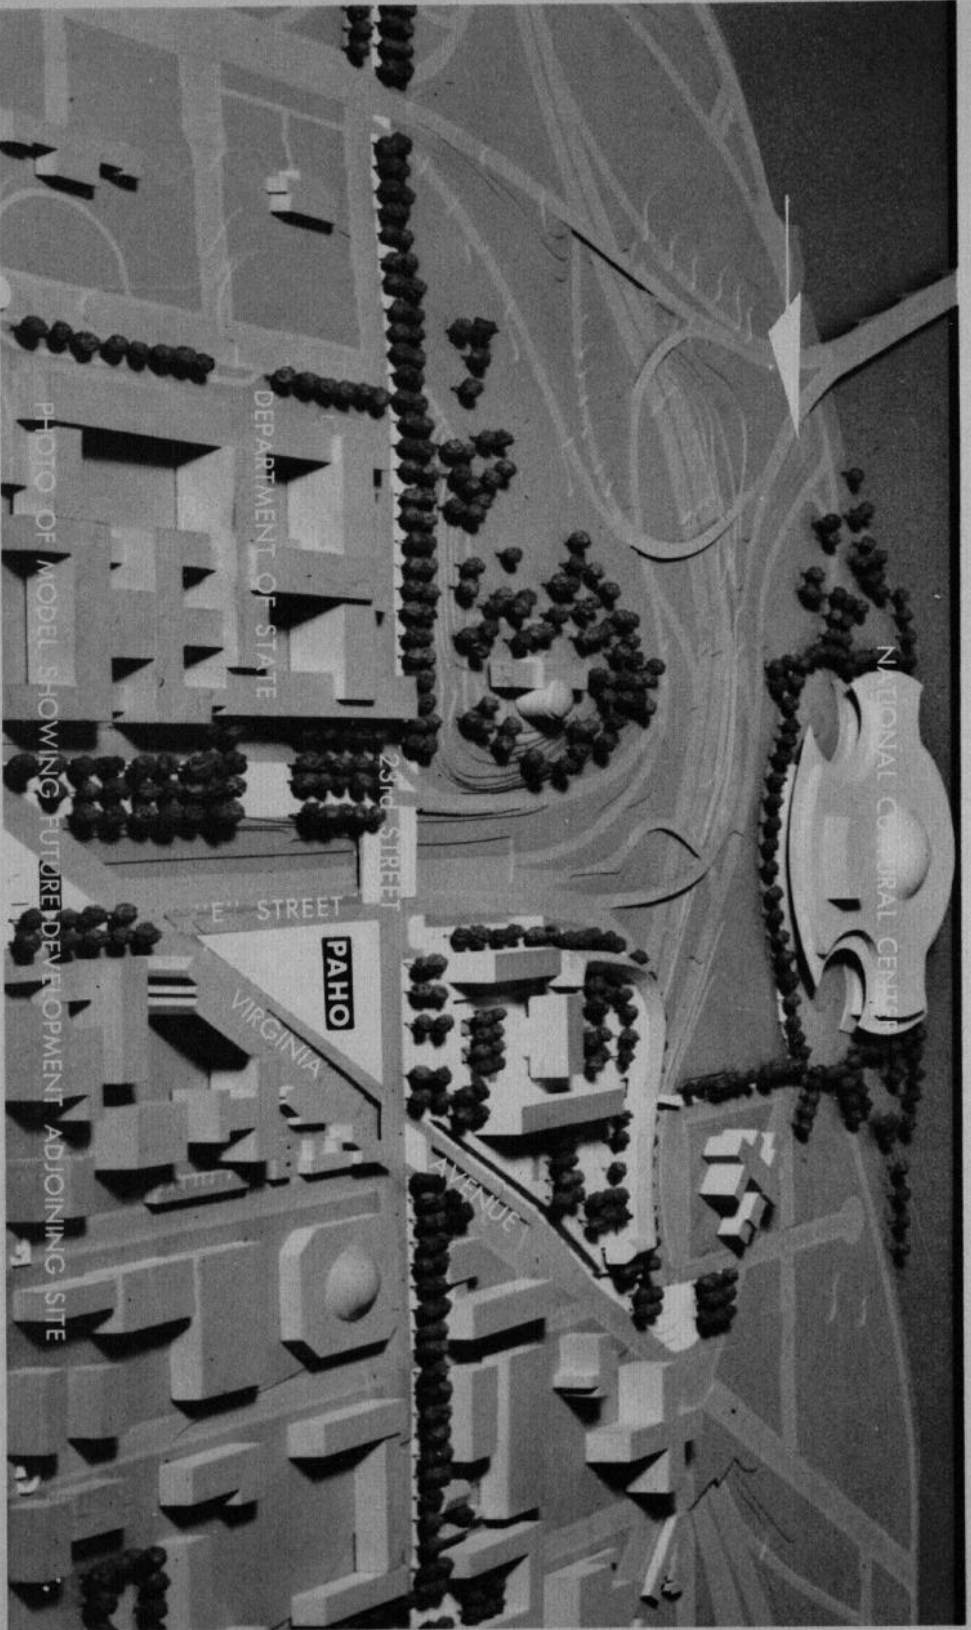 NATIONAL CULTURAL CENTER
23rd STREET
"E" STREET
PAHO
VIRGINIA
AVENUE
DEPARTMENT OF STATE
PHOTO OF MODEL SHOWING FUTURE DEVELOPMENT ADJOINING SITE